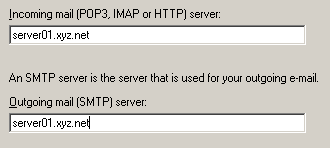 Incoming mail (POP3, IMAP or HTTP) server:
server01.xyz.net
An SMTP server is the server that is used for your outgoing e-mail.
Outgoing mail (SMTP) server:
server01.xyz.net